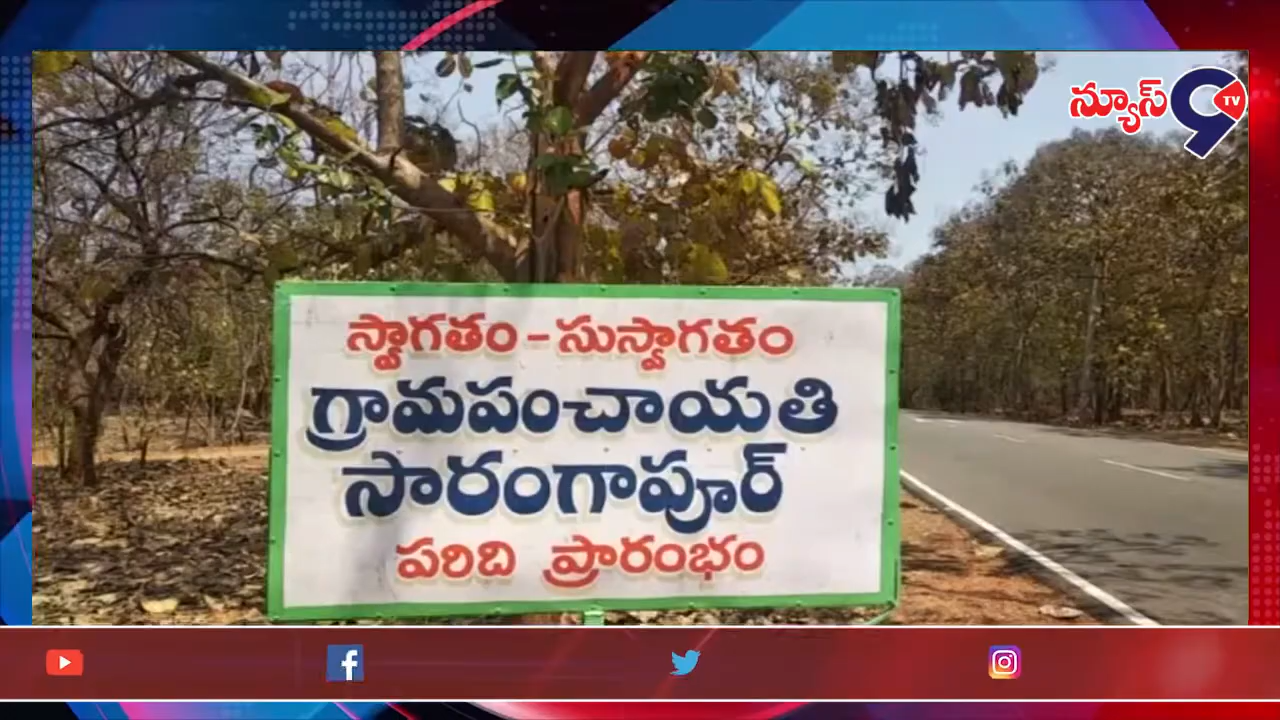 న్యూస్ 9 TV
స్వాగతం - సుస్వాగతం
గ్రామపంచాయతి
సారంగాపూర్
పరిది ప్రారంభం